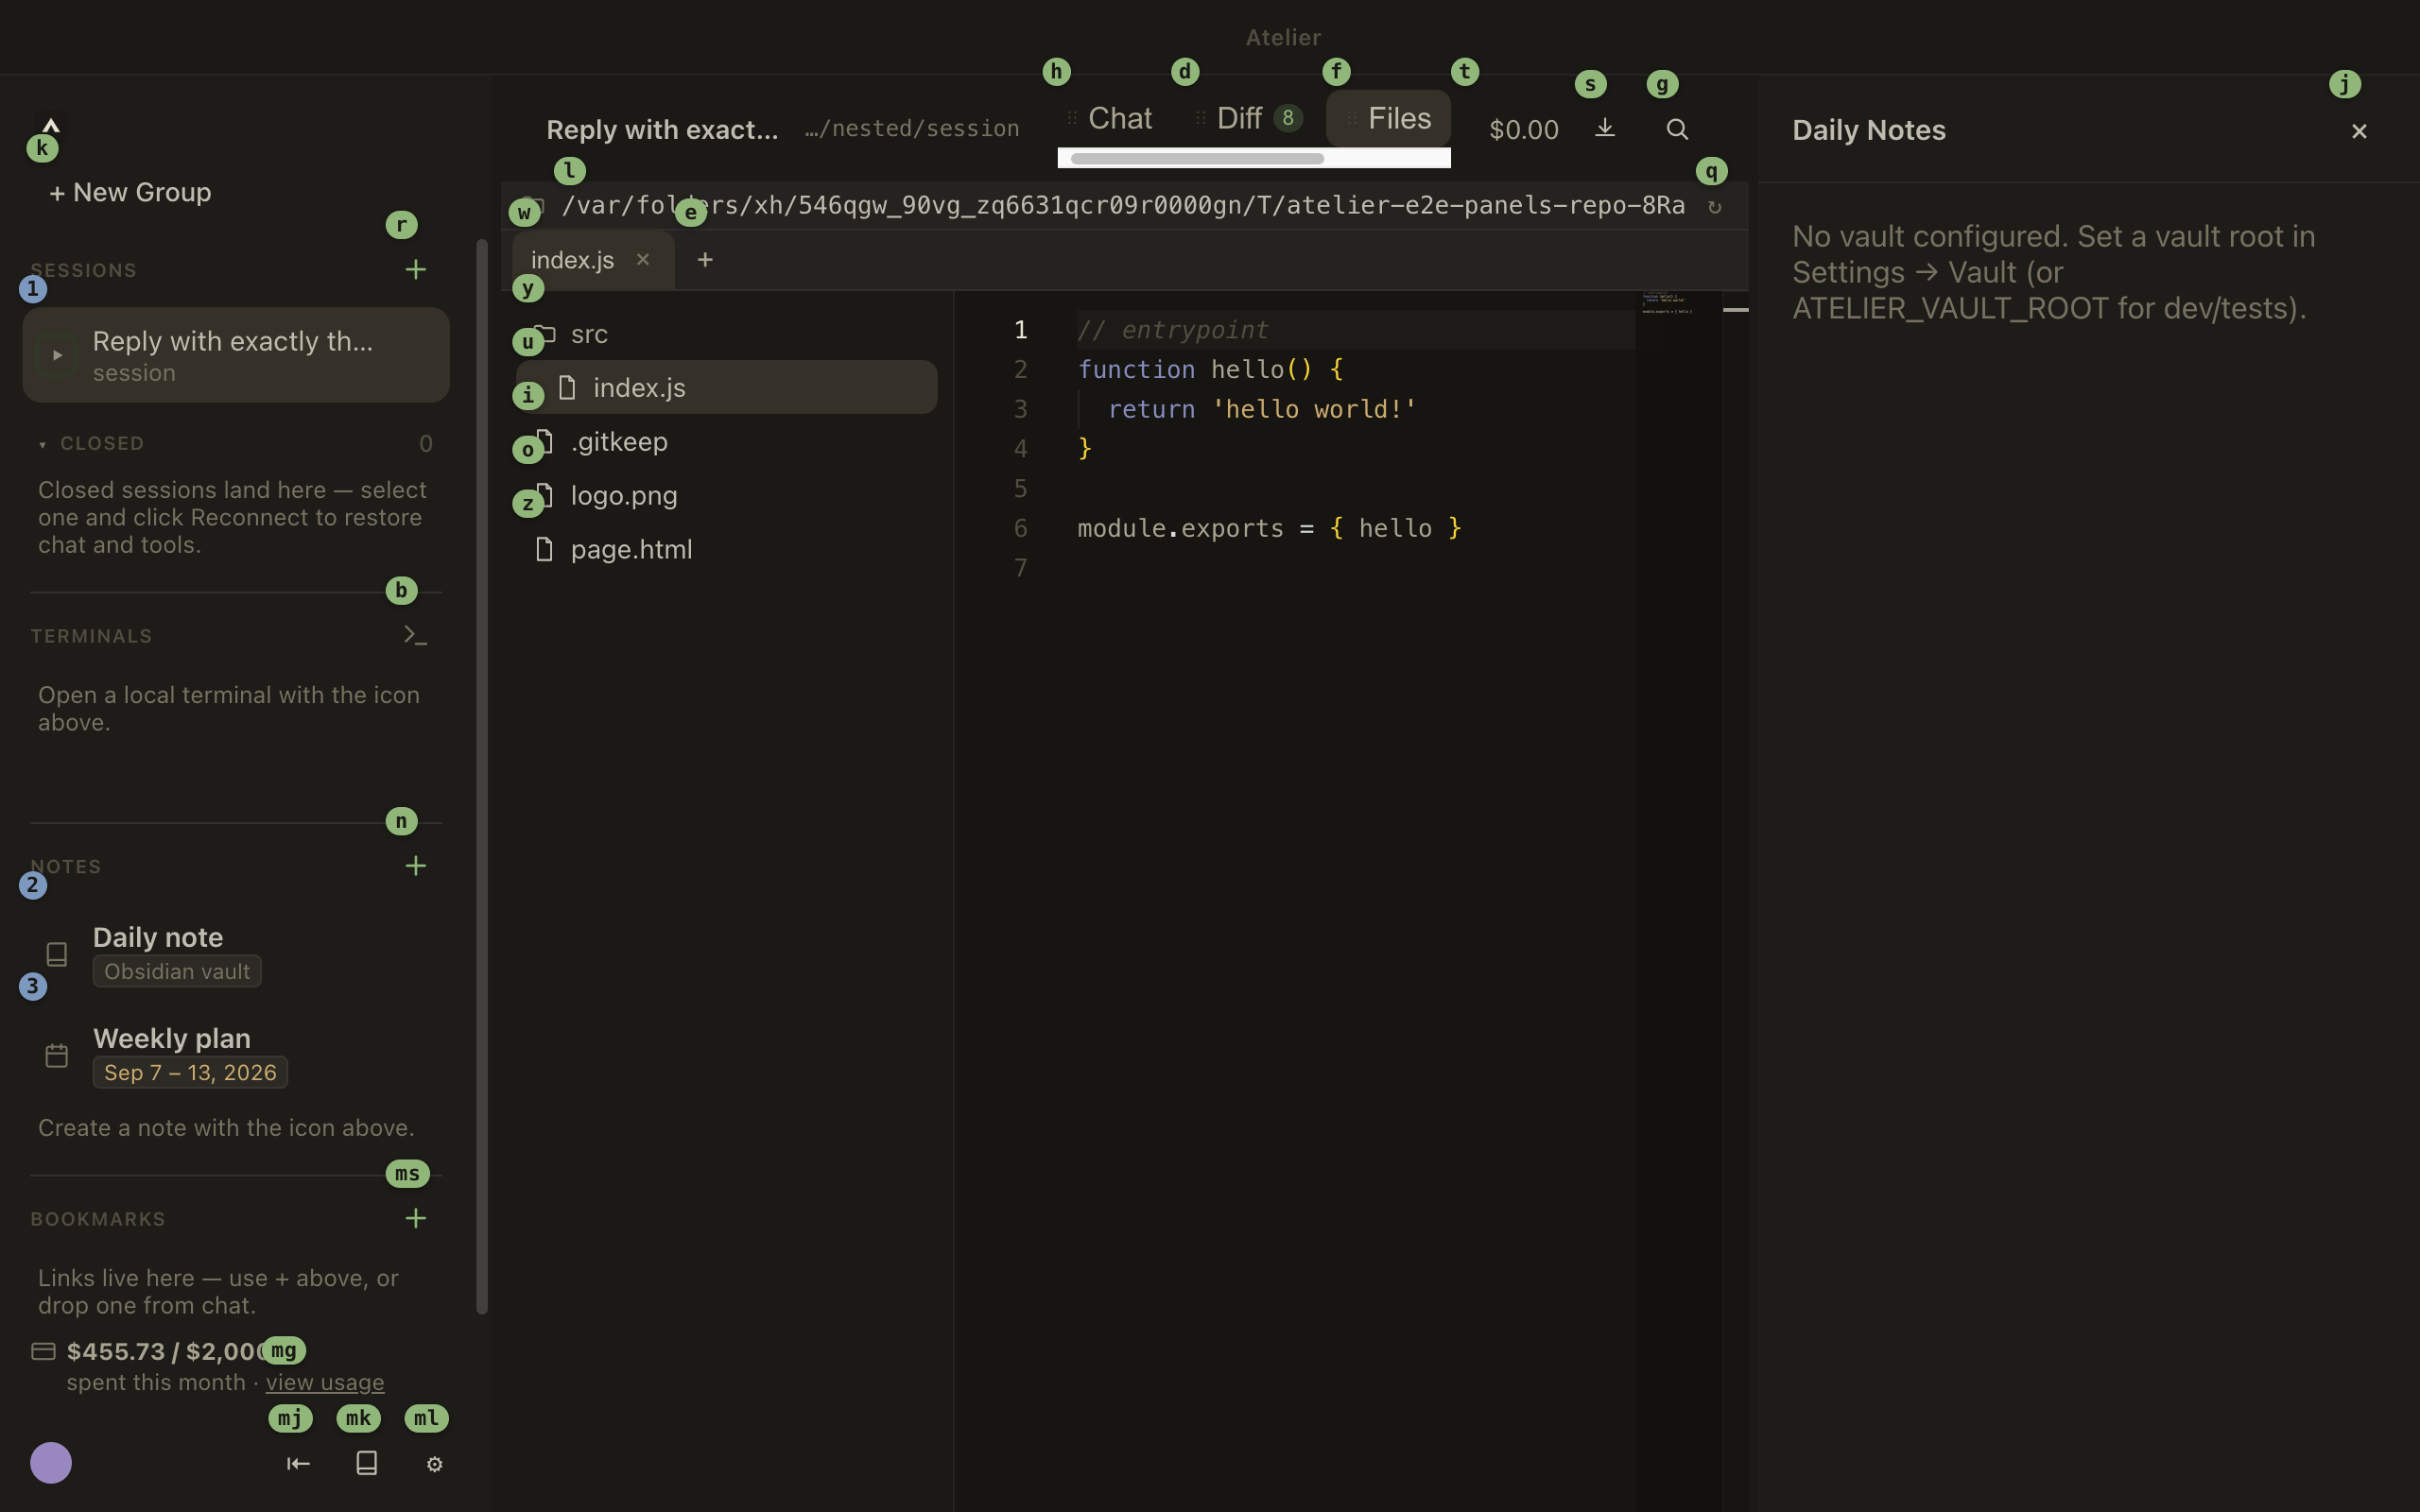 Atelier
h d f t s g j
Reply with exact... …/nested/session Chat Diff 8 Files $0.00 Daily Notes ×
k
l q
+ New Group
w e
/xh/546qgw_90vg_zq6631qcr09r0000gn/T/atelier-e2e-panels-repo-8Ra ↻
r
SESSIONS +
index.js × +
1
y
Reply with exactly th...
session
CLOSED 0
Closed sessions land here — select
one and click Reconnect to restore
chat and tools.
b
TERMINALS >_
Open a local terminal with the icon
above.
n
NOTES +
2
Daily note
Obsidian vault
3
Weekly plan
Sep 7 – 13, 2026
Create a note with the icon above.
ms
BOOKMARKS +
Links live here — use + above, or
drop one from chat.
$455.73 / $2,000
mg
spent this month · view usage
mj mk ml
src
u
index.js
i
.gitkeep
o
logo.png
z
page.html
1 // entrypoint
2 function hello() {
3 return 'hello world!'
4 }
5
6 module.exports = { hello }
7
No vault configured. Set a vault root in
Settings → Vault (or
ATELIER_VAULT_ROOT for dev/tests).